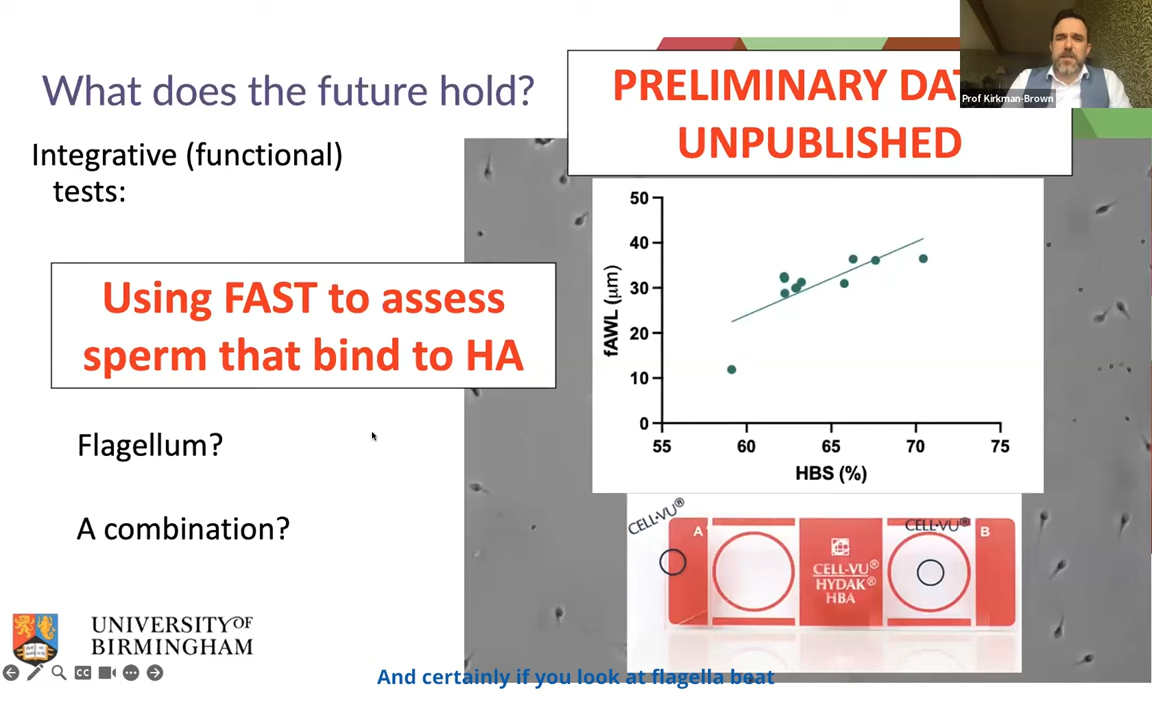 What does the future hold?
Integrative (functional)
tests:
Using FAST to assess
sperm that bind to HA
Flagellum?
A combination?
UNIVERSITY OF
BIRMINGHAM
PRELIMINARY DA
UNPUBLISHED
Prof Kirkman-Brown
50
40
30
20
10
0
fAWL (μm)
55 60 65 70 75
HBS (%)
CELL-VU®
CELL-VU®
A
B
CELL-VU®
HYDAK®
HBA
CC
And certainly if you look at flagella beat